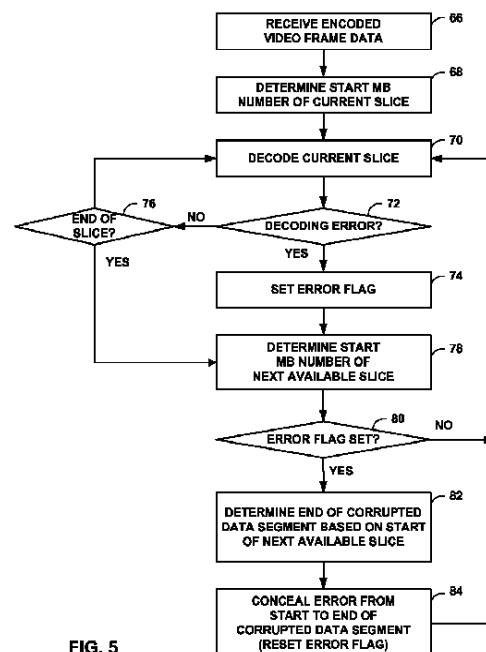 RECEIVE ENCODED
VIDEO FRAME DATA
66
DETERMINE START MB
NUMBER OF CURRENT SLICE
68
DECODE CURRENT SLICE
70
END OF
SLICE?
76
NO
DECODING ERROR?
72
YES
YES
SET ERROR FLAG
74
DETERMINE START
MB NUMBER OF
NEXT AVAILABLE SLICE
78
ERROR FLAG SET?
80
NO
YES
DETERMINE END OF CORRUPTED
DATA SEGMENT BASED ON START
OF NEXT AVAILABLE SLICE
82
CONCEAL ERROR FROM
START TO END OF
CORRUPTED DATA SEGMENT
(RESET ERROR FLAG)
84
FIG. 5